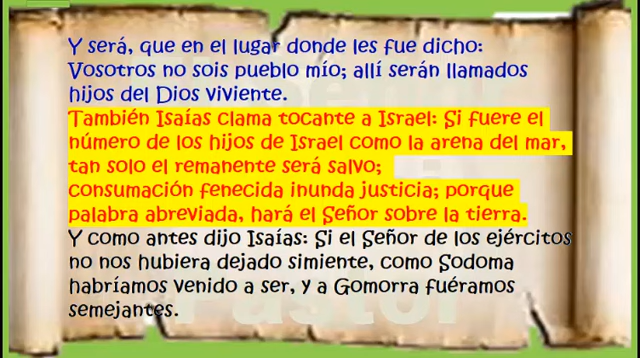 Y será, que en el lugar donde les fue dicho:
Vosotros no sois pueblo mío; allí serán llamados
hijos del Dios viviente.
También Isaías clama tocante a Israel: Si fuere el
número de los hijos de Israel como la arena del mar,
tan solo el remanente será salvo;
consumación fenecida inunda justicia; porque
palabra abreviada, hará el Señor sobre la tierra.
Y como antes dijo Isaías: Si el Señor de los ejércitos
no nos hubiera dejado simiente, como Sodoma
habríamos venido a ser, y a Gomorra fuéramos
semejantes.